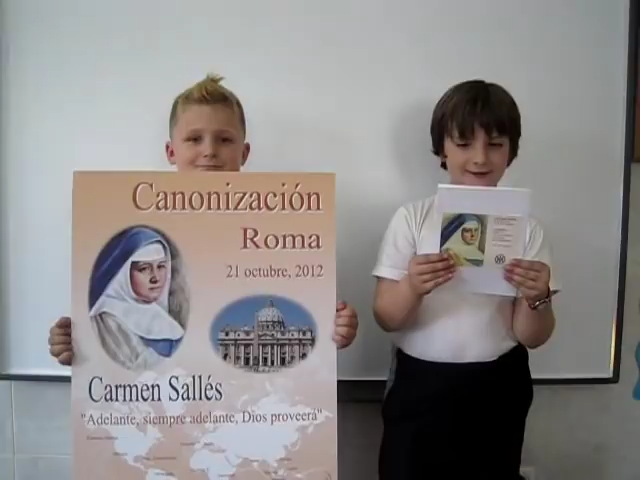 Canonización
Roma
21 octubre, 2012
Carmen Sallés
"Adelante, siempre adelante, Dios proveerá"